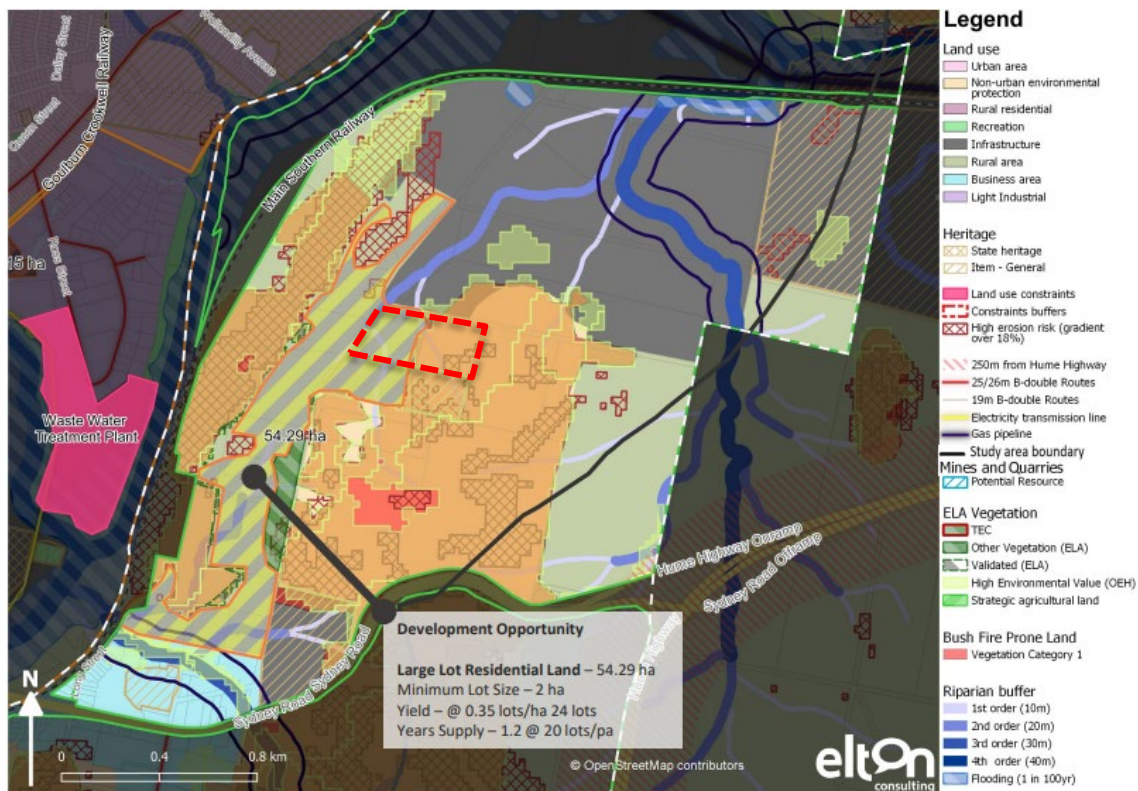 Dalley Street
Wollondilly Avenue
Queen Street
Goulburn Crookwell Railway
Main Southern Railway
15 ha
Waste Water
Treatment Plant
54.29 ha
Hume Highway Onramp
Sydney Road Offramp
Hume Highway
Sydney Road
Sydney Road
Development Opportunity
Large Lot Residential Land – 54.29 ha
Minimum Lot Size – 2 ha
Yield – @ 0.35 lots/ha 24 lots
Years Supply – 1.2 @ 20 lots/pa
N
0 0.4 0.8 km
© OpenStreetMap contributors
elton
consulting
Legend
Land use
Urban area
Non-urban environmental
protection
Rural residential
Recreation
Infrastructure
Rural area
Business area
Light Industrial
Heritage
State heritage
Item - General
Land use constraints
Constraints buffers
High erosion risk (gradient
over 18%)
250m from Hume Highway
25/26m B-double Routes
19m B-double Routes
Electricity transmission line
Gas pipeline
Study area boundary
Mines and Quarries
Potential Resource
ELA Vegetation
TEC
Other Vegetation (ELA)
Validated (ELA)
High Environmental Value (OEH)
Strategic agricultural land
Bush Fire Prone Land
Vegetation Category 1
Riparian buffer
1st order (10m)
2nd order (20m)
3rd order (30m)
4th order (40m)
Flooding (1 in 100yr)